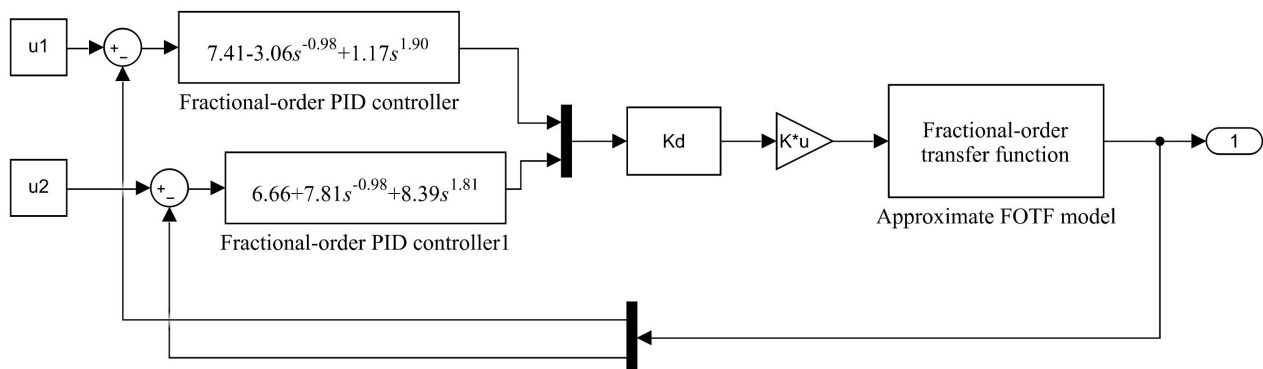 u1
+
−
7.41-3.06s^-0.98+1.17s^1.90
Fractional-order PID controller
u2
+
−
6.66+7.81s^-0.98+8.39s^1.81
Fractional-order PID controller1
Kd
K*u
Fractional-order
transfer function
Approximate FOTF model
1